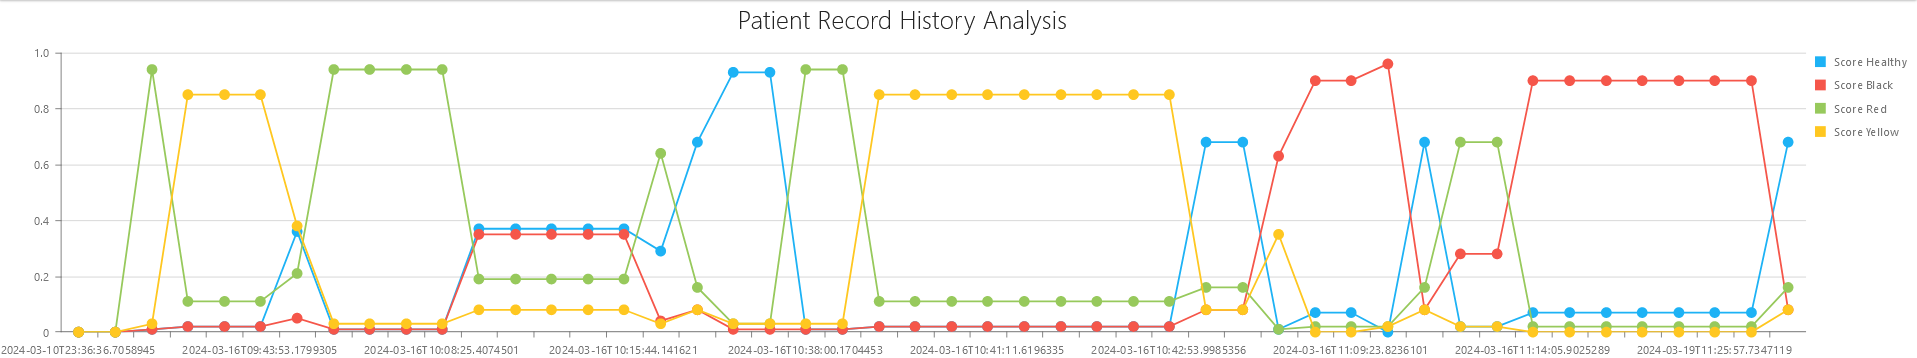 Patient Record History Analysis
1.0
0.8
0.6
0.4
0.2
0
Score Healthy
Score Black
Score Red
Score Yellow
2024-03-10T23:36:36.7058945
2024-03-16T09:43:53.1799305
2024-03-16T10:08:25.4074501
2024-03-16T10:15:44.141621
2024-03-16T10:38:00.1704453
2024-03-16T10:41:11.6196335
2024-03-16T10:42:53.9985356
2024-03-16T11:09:23.8236101
2024-03-16T11:14:05.9025289
2024-03-19T11:25:57.7347119